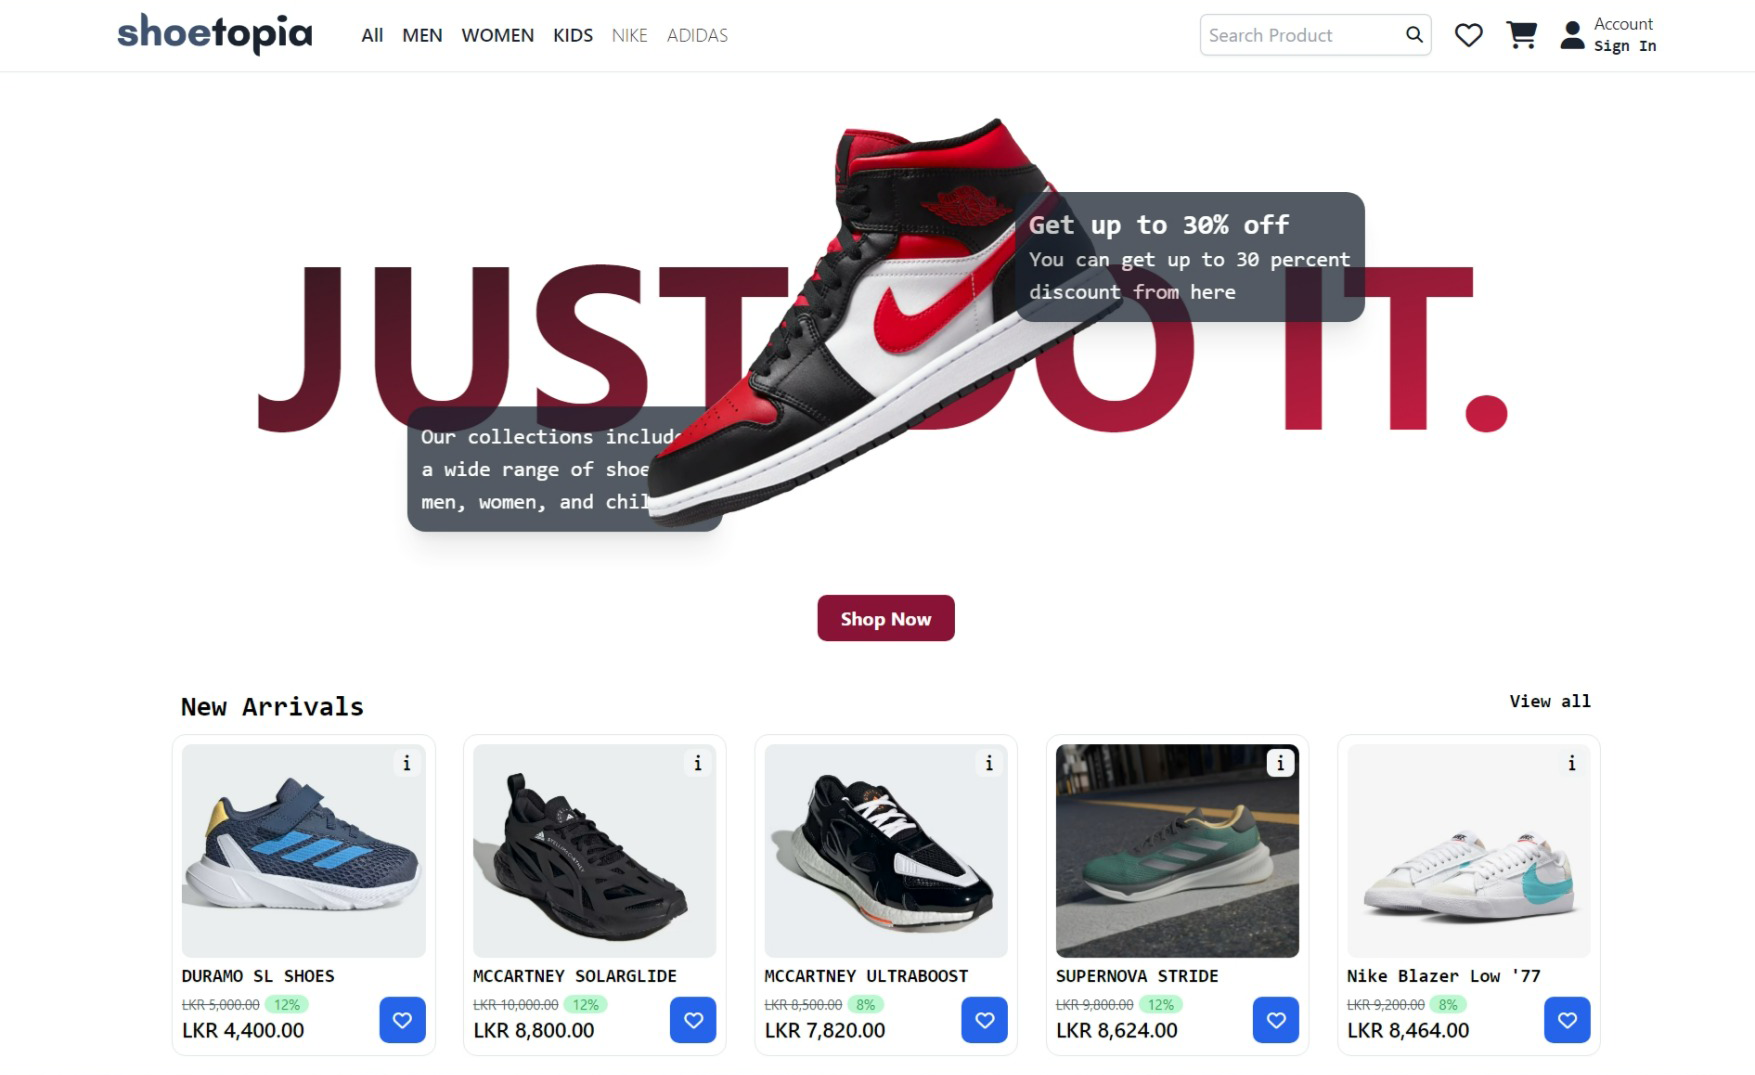 shoetopia
All MEN WOMEN KIDS NIKE ADIDAS
Search Product
Account
Sign In
Get up to 30% off
You can get up to 30 percent
discount from here
JUST DO IT.
Our collections include
a wide range of shoe
men, women, and chil
Shop Now
New Arrivals
View all
i
i
i
i
i
DURAMO SL SHOES
LKR 5,000.00 12%
LKR 4,400.00
MCCARTNEY SOLARGLIDE
LKR 10,000.00 12%
LKR 8,800.00
MCCARTNEY ULTRABOOST
LKR 8,500.00 8%
LKR 7,820.00
SUPERNOVA STRIDE
LKR 9,800.00 12%
LKR 8,624.00
Nike Blazer Low '77
LKR 9,200.00 8%
LKR 8,464.00